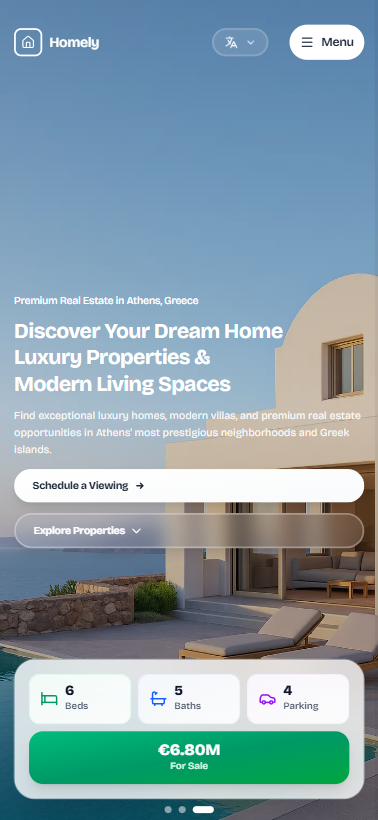 Homely
Menu
Premium Real Estate in Athens, Greece
Discover Your Dream Home
Luxury Properties &
Modern Living Spaces
Find exceptional luxury homes, modern villas, and premium real estate
opportunities in Athens' most prestigious neighborhoods and Greek
islands.
Schedule a Viewing
Explore Properties
6
Beds
5
Baths
4
Parking
€6.80M
For Sale